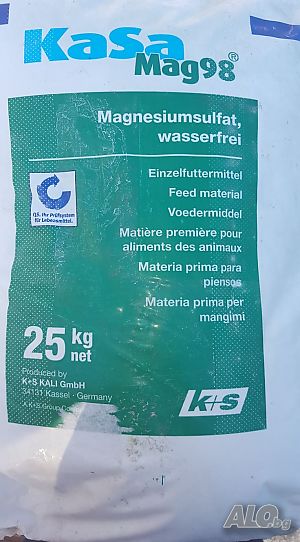 KaSa
Mag98®
Magnesiumsulfat,
wasserfrei
Einzelfuttermittel
Feed material
Voedermiddel
Matière première pour
aliments des animaux
Materia prima para
piensos
Materia prima per
mangimi
QS. Ihr Prüfsystem
für Lebensmittel.
25 kg
net
Produced by
K+S KALI GmbH
34131 Kassel · Germany
A K+S Group
K+S
ALO.bg